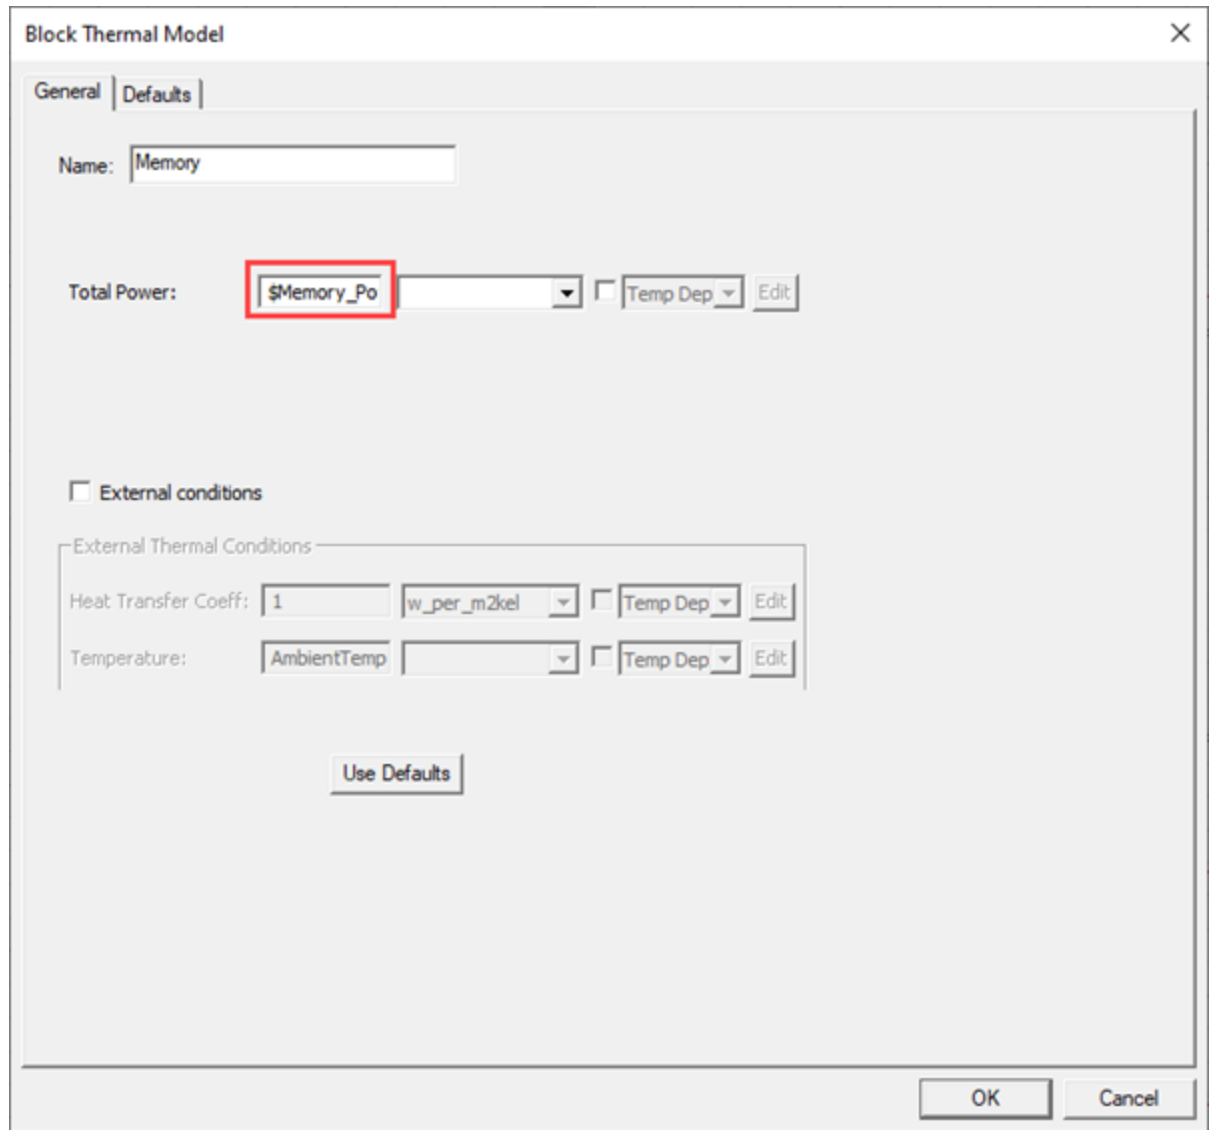 Block Thermal Model
General Defaults
Name: Memory
Total Power: $Memory_Po Temp Dep Edit
External conditions
External Thermal Conditions
Heat Transfer Coeff: 1 w_per_m2kel Temp Dep Edit
Temperature: AmbientTemp Temp Dep Edit
Use Defaults
OK Cancel